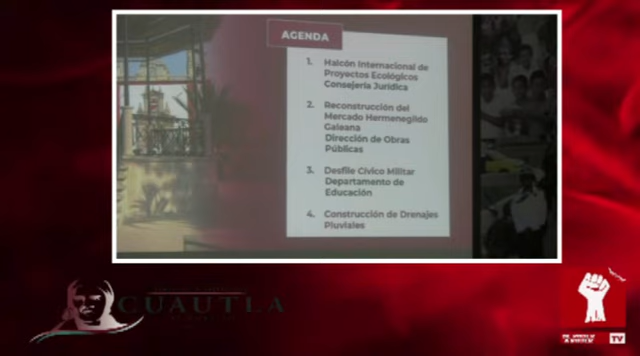 AGENDA
1. Halcón Internacional de
Proyectos Ecológicos
Consejería Jurídica
2. Reconstrucción del
Mercado Hermenegildo
Galeana
Dirección de Obras
Públicas
3. Desfile Cívico Militar
Departamento de
Educación
4. Construcción de Drenajes
Pluviales
CUAUTLA
TV